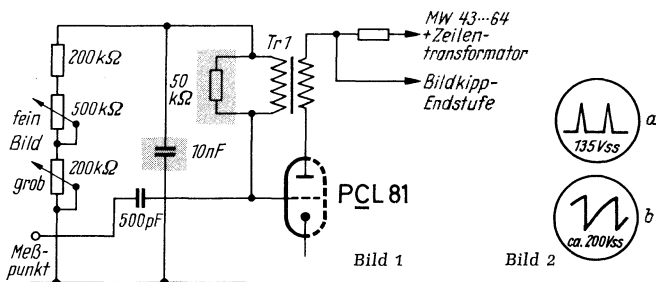 200kΩ
500kΩ
fein
Bild
200kΩ
grob
Meß-
punkt
500pF
10nF
50
kΩ
Tr1
MW 43...64
+Zeilen-
transformator
Bildkipp-
Endstufe
PCL 81
Bild 1
135Vss
a
ca. 200Vss
b
Bild 2